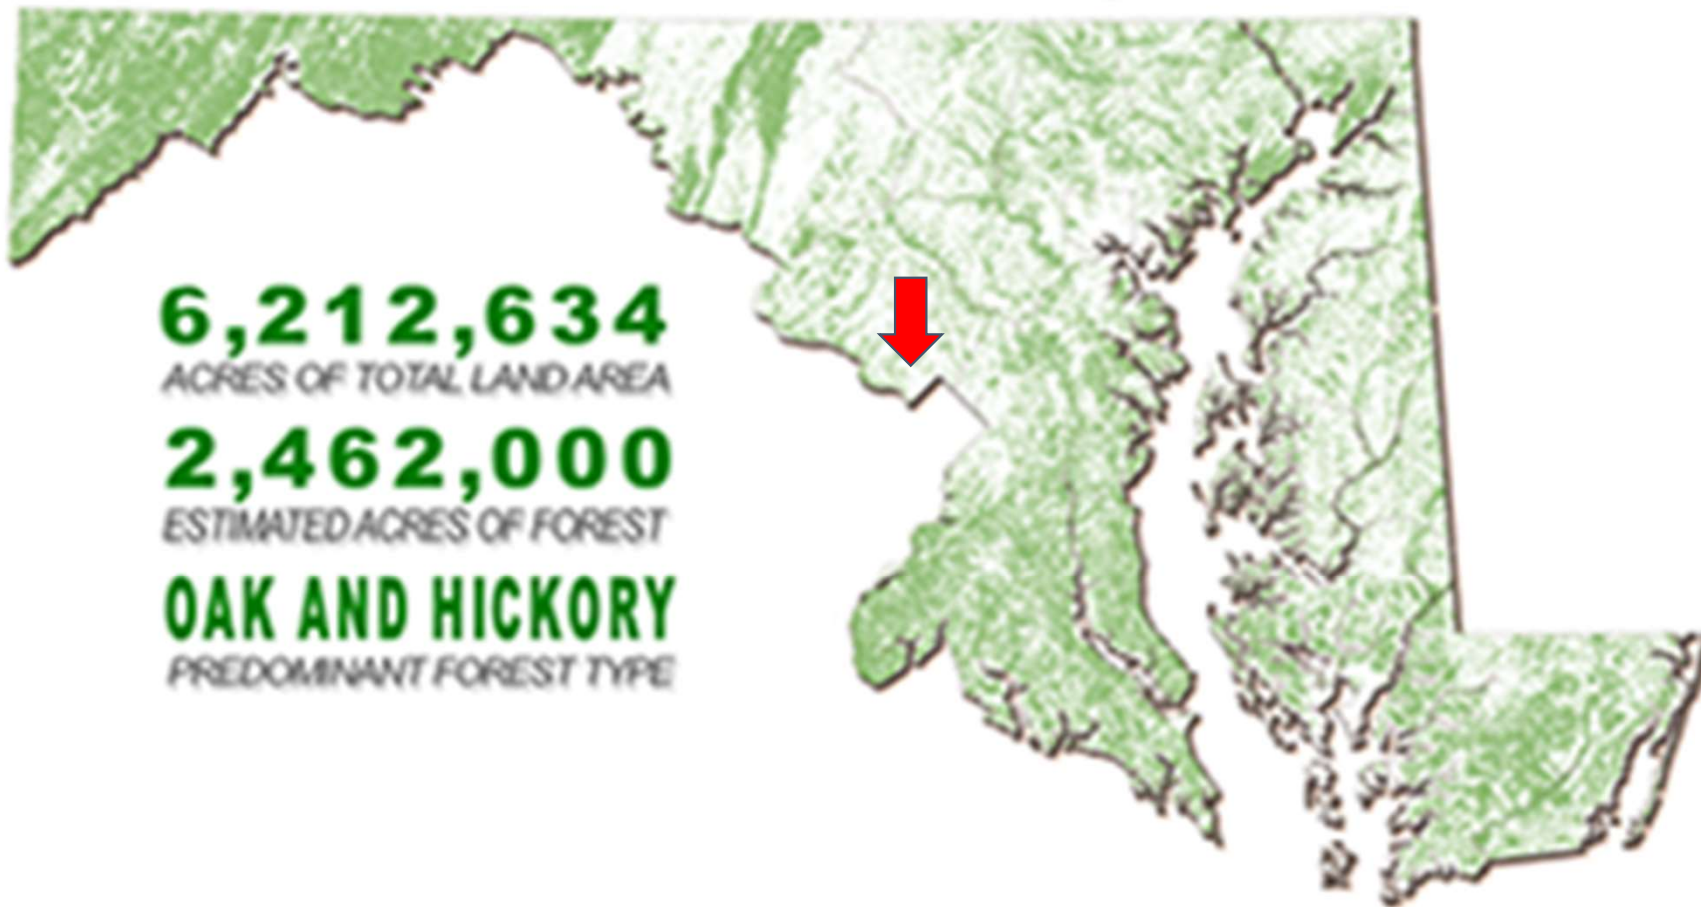 6,212,634
ACRES OF TOTAL LAND AREA
2,462,000
ESTIMATED ACRES OF FOREST
OAK AND HICKORY
PREDOMINANT FOREST TYPE